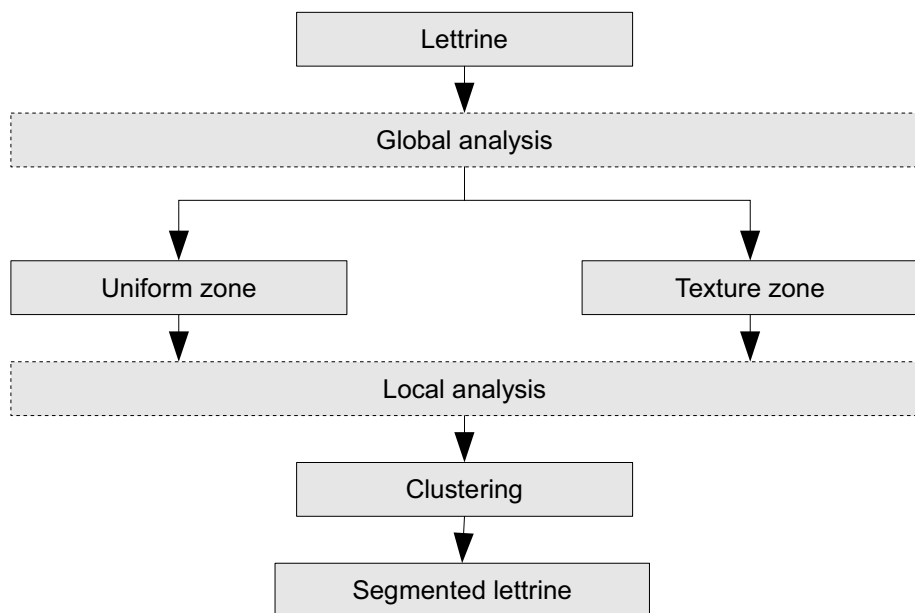 Lettrine
Global analysis
Uniform zone
Texture zone
Local analysis
Clustering
Segmented lettrine